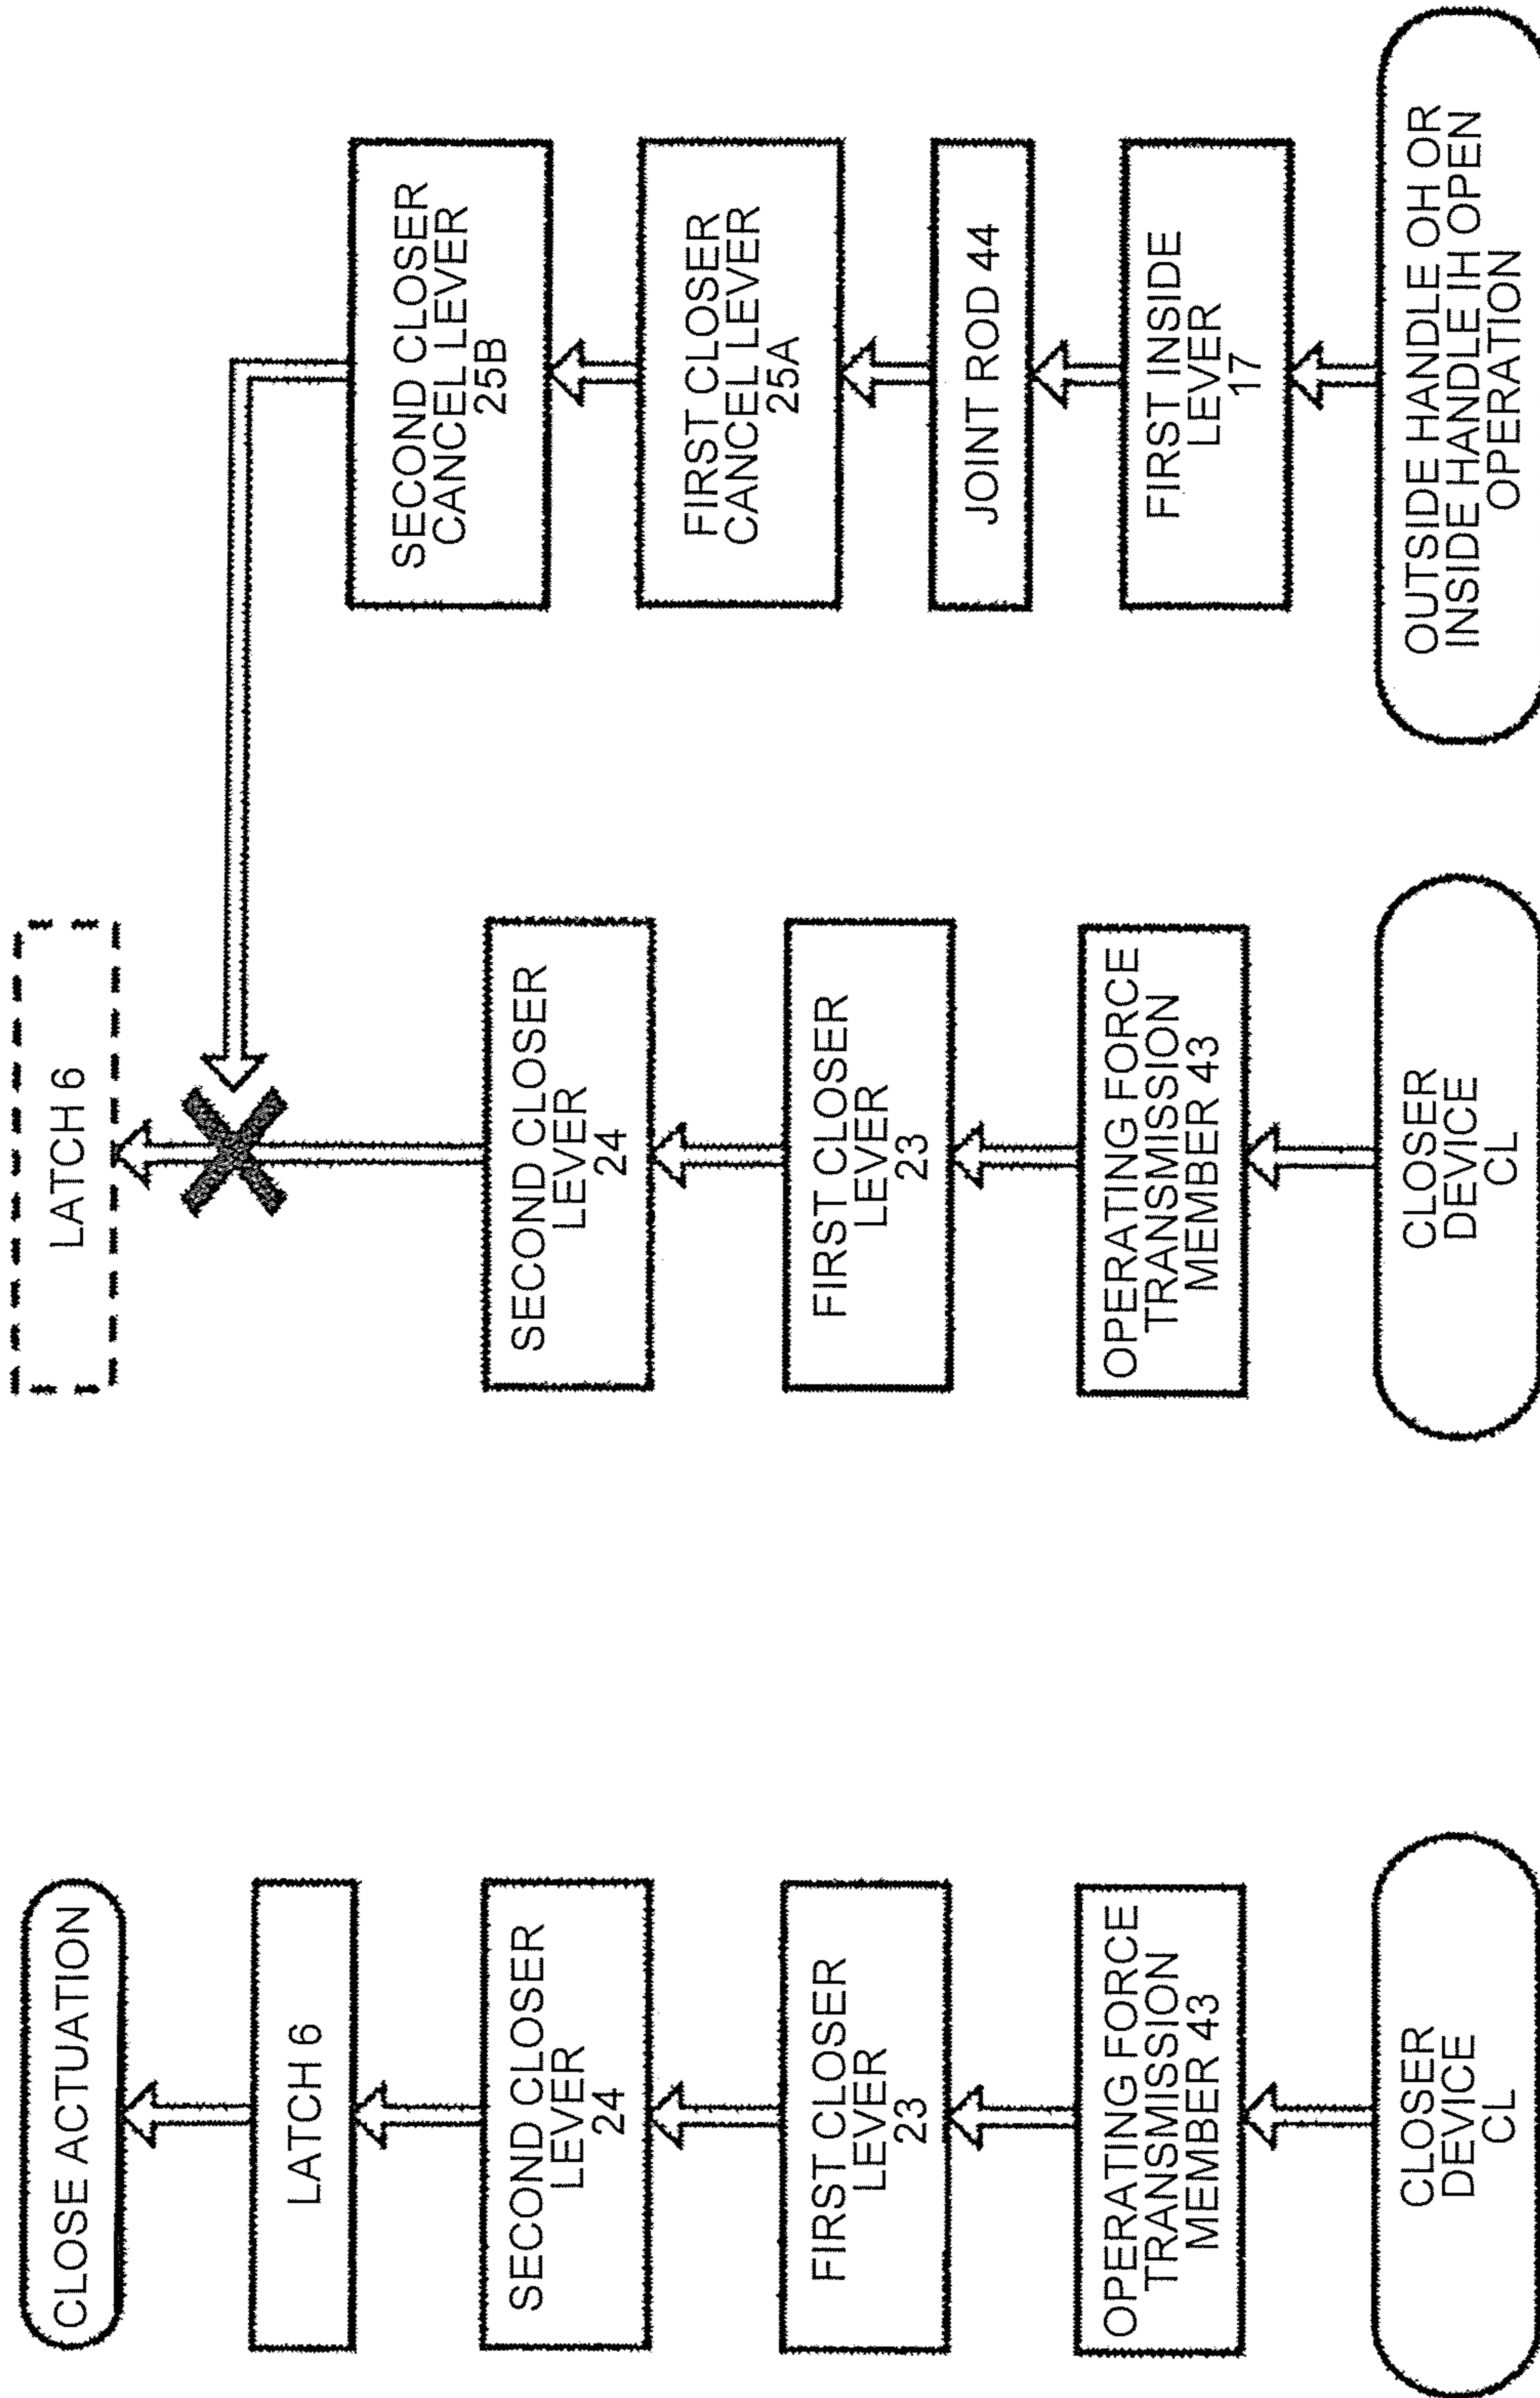 CLOSE ACTUATION
LATCH 6
SECOND CLOSER
LEVER
24
FIRST CLOSER
LEVER
23
OPERATING FORCE
TRANSMISSION
MEMBER 43
CLOSER
DEVICE
CL
LATCH 6
SECOND CLOSER
LEVER
24
FIRST CLOSER
LEVER
23
OPERATING FORCE
TRANSMISSION
MEMBER 43
CLOSER
DEVICE
CL
SECOND CLOSER
CANCEL LEVER
25B
FIRST CLOSER
CANCEL LEVER
25A
JOINT ROD 44
FIRST INSIDE
LEVER
17
OUTSIDE HANDLE OH OR
INSIDE HANDLE IH OPEN
OPERATION